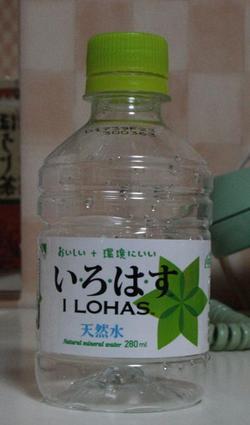 おいしい + 環境にいい
い・ろ・は・す
I LOHAS
天然水
Natural mineral water 280ml